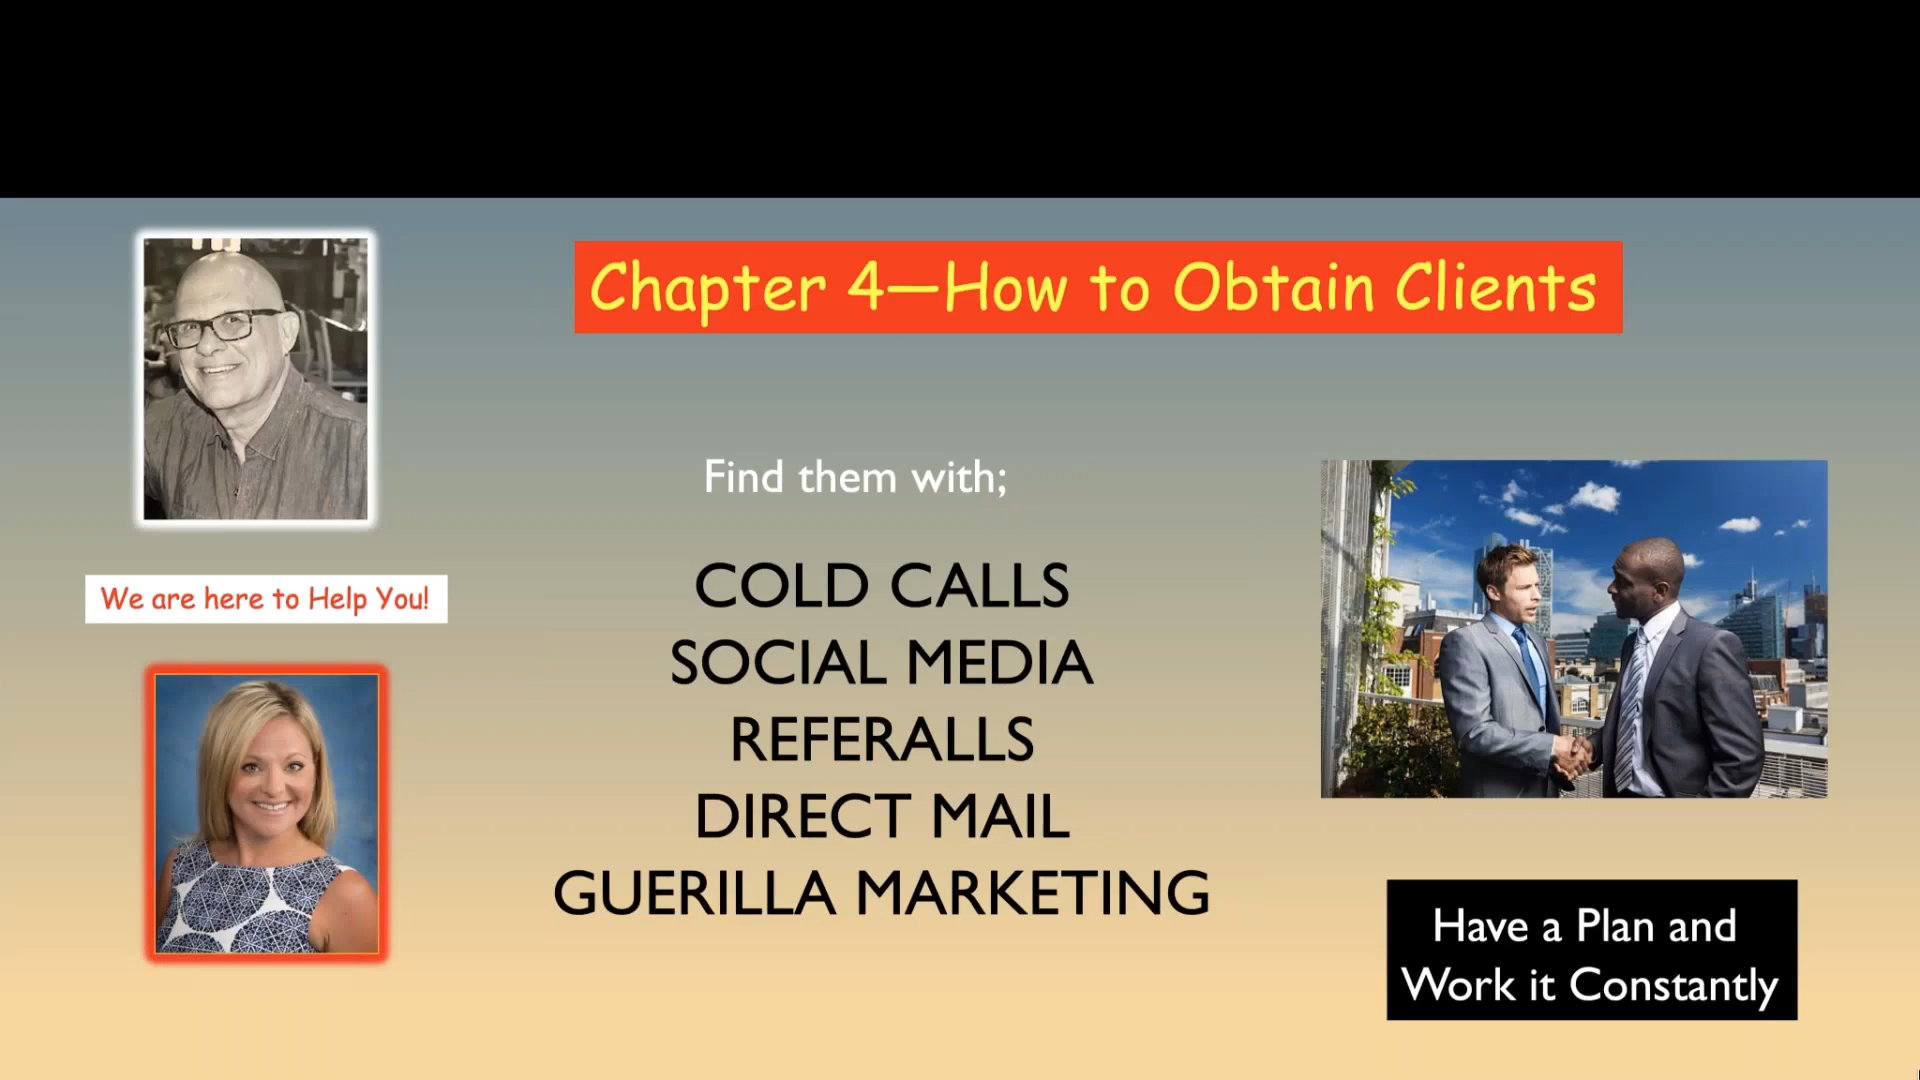 Chapter 4—How to Obtain Clients
Find them with;
COLD CALLS
SOCIAL MEDIA
REFERALLS
DIRECT MAIL
GUERILLA MARKETING
We are here to Help You!
Have a Plan and
Work it Constantly